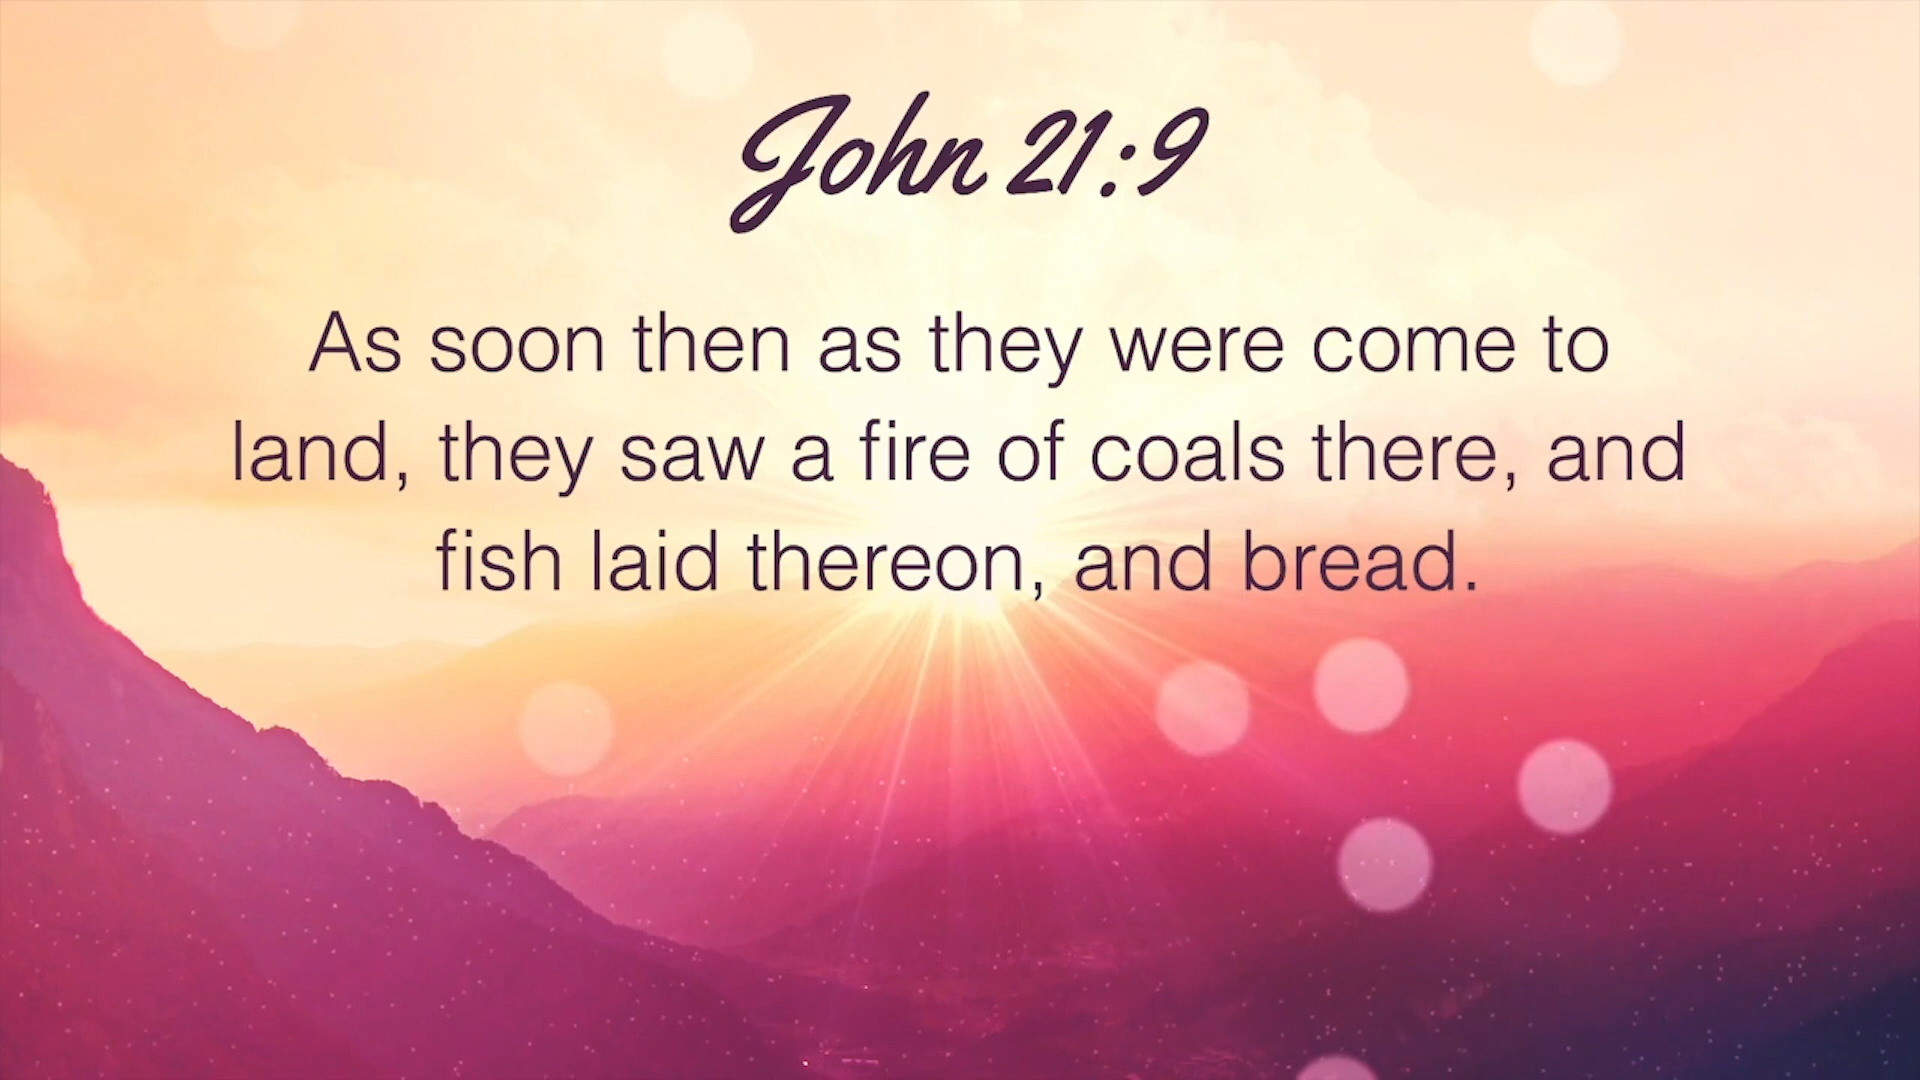 John 21:9
As soon then as they were come to
land, they saw a fire of coals there, and
fish laid thereon, and bread.